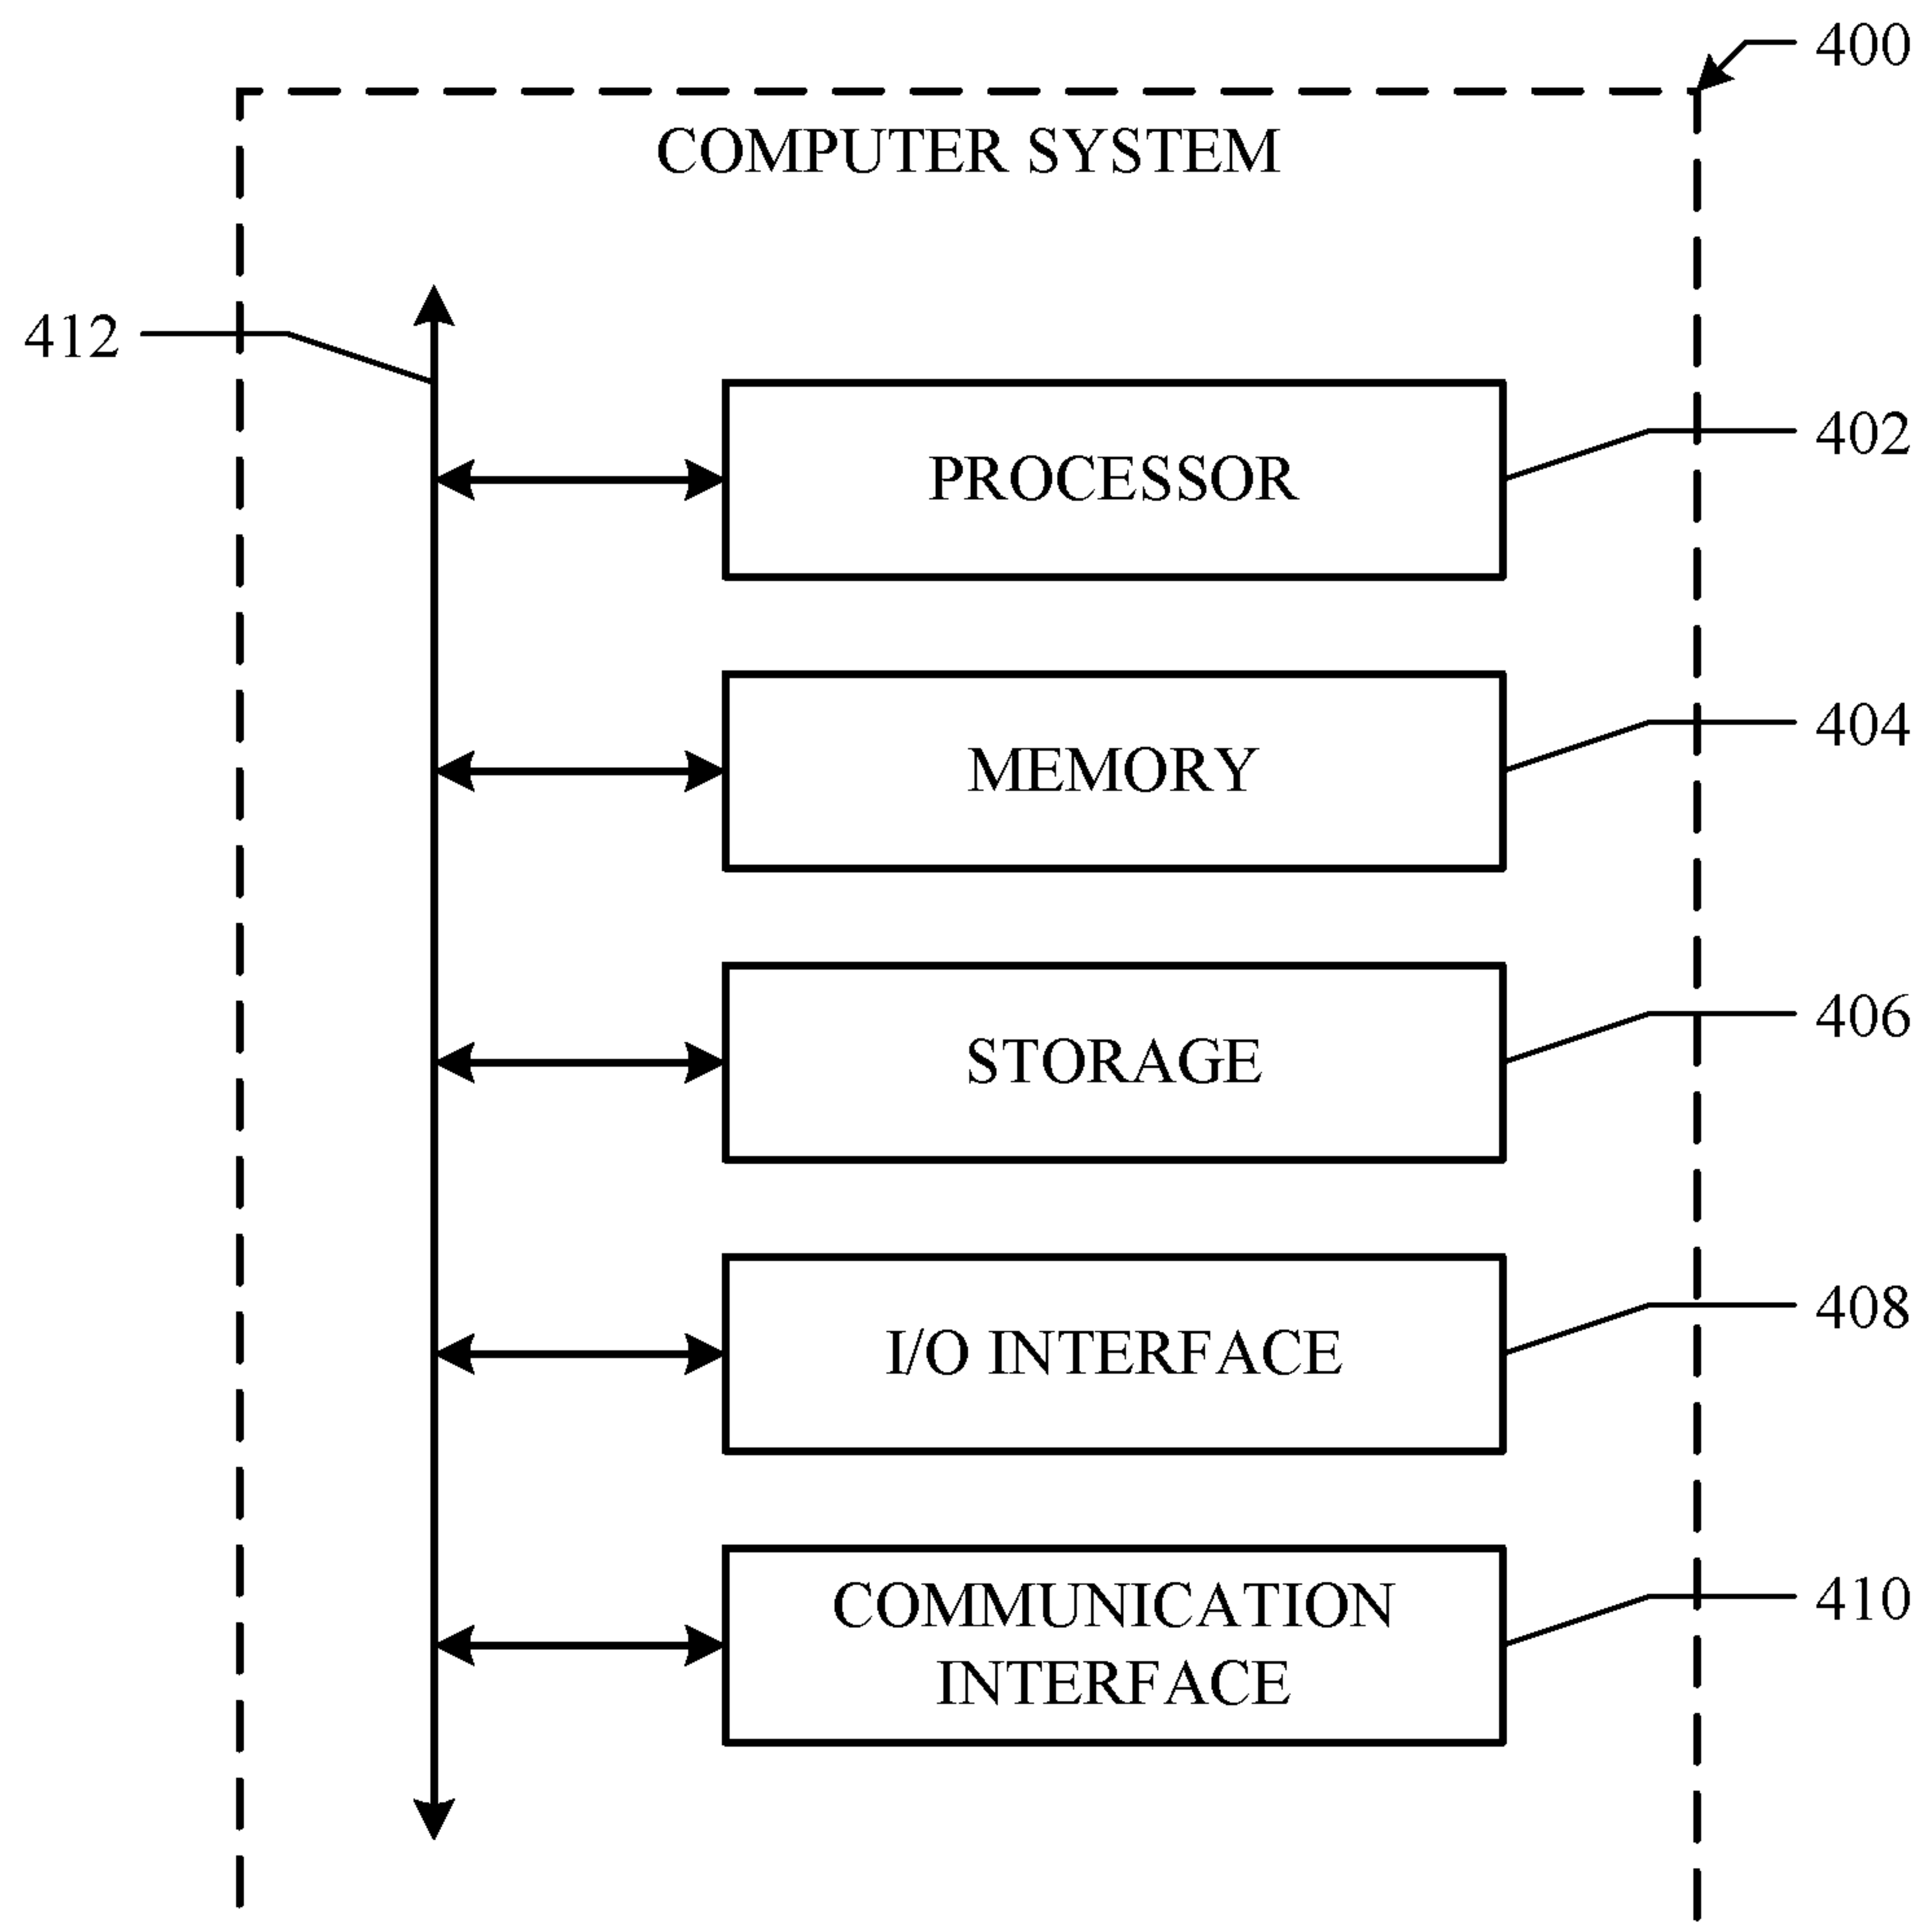 400
COMPUTER SYSTEM
412
402
PROCESSOR
404
MEMORY
406
STORAGE
408
I/O INTERFACE
410
COMMUNICATION
INTERFACE